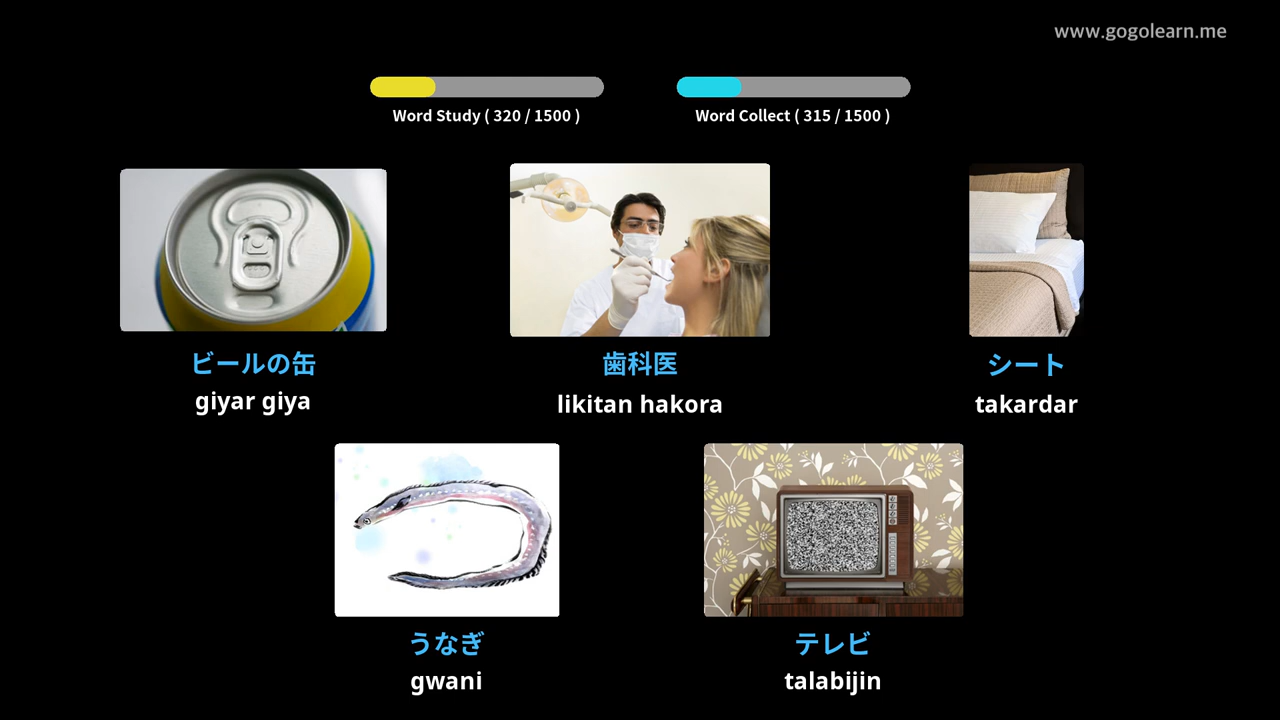 www.gogolearn.me
Word Study ( 320 / 1500 )
Word Collect ( 315 / 1500 )
ビールの缶
giyar giya
歯科医
likitan hakora
シート
takardar
うなぎ
gwani
テレビ
talabijin